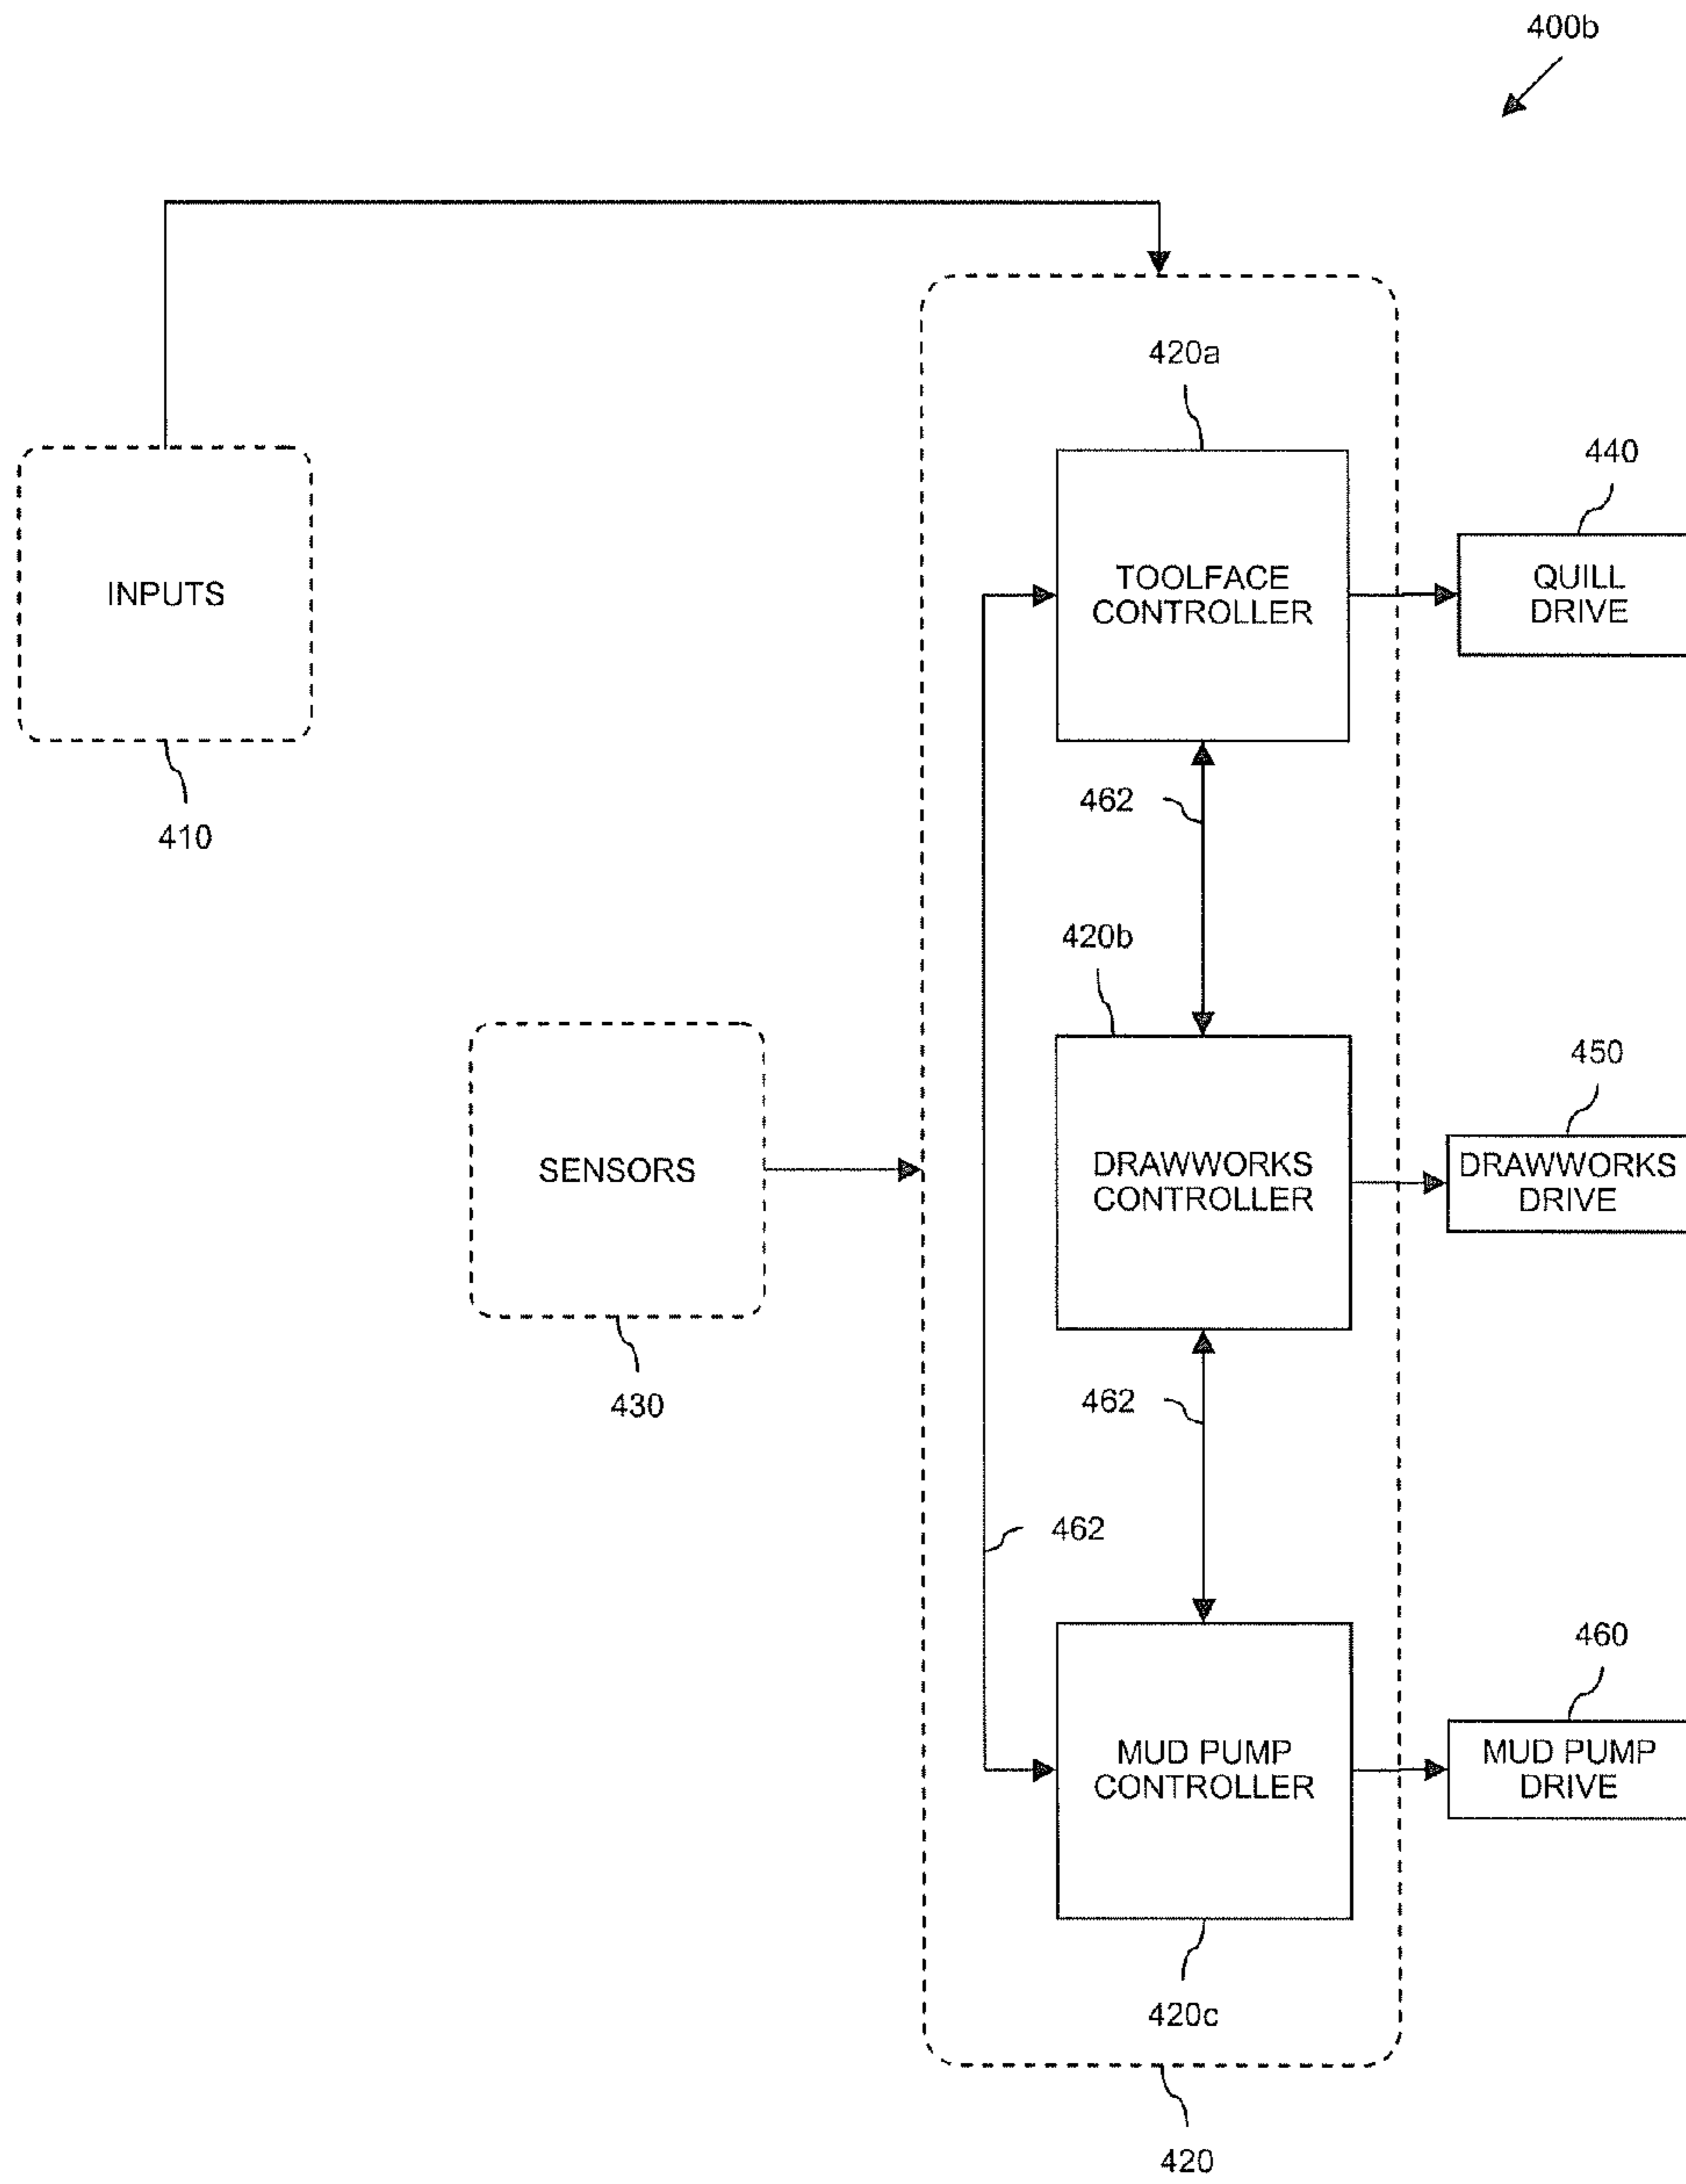 400b
420a
440
INPUTS
TOOLFACE
CONTROLLER
QUILL
DRIVE
410
462
420b
450
SENSORS
DRAWWORKS
CONTROLLER
DRAWWORKS
DRIVE
430
462
462
460
MUD PUMP
CONTROLLER
MUD PUMP
DRIVE
420c
420